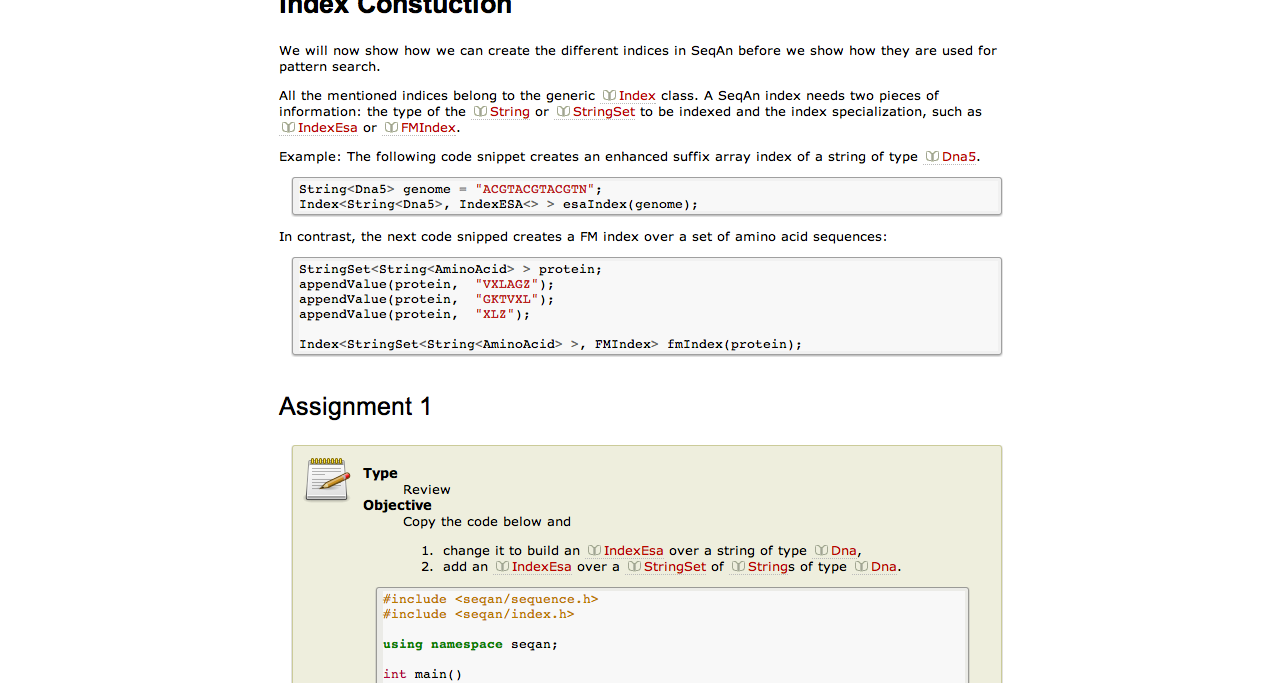 Index Constuction
We will now show how we can create the different indices in SeqAn before we show how they are used for
pattern search.
All the mentioned indices belong to the generic Index class. A SeqAn index needs two pieces of
information: the type of the String or StringSet to be indexed and the index specialization, such as
IndexEsa or FMIndex.
Example: The following code snippet creates an enhanced suffix array index of a string of type Dna5.
String<Dna5> genome = "ACGTACGTACGTN";
Index<String<Dna5>, IndexESA<> > esaIndex(genome);
In contrast, the next code snipped creates a FM index over a set of amino acid sequences:
StringSet<String<AminoAcid> > protein;
appendValue(protein,  "VXLAGZ");
appendValue(protein,  "GKTVXL");
appendValue(protein,  "XLZ");
Index<StringSet<String<AminoAcid> >, FMIndex> fmIndex(protein);
Assignment 1
Type
Review
Objective
Copy the code below and
1. change it to build an IndexEsa over a string of type Dna,
2. add an IndexEsa over a StringSet of Strings of type Dna.
#include <seqan/sequence.h>
#include <seqan/index.h>
using namespace seqan;
int main()